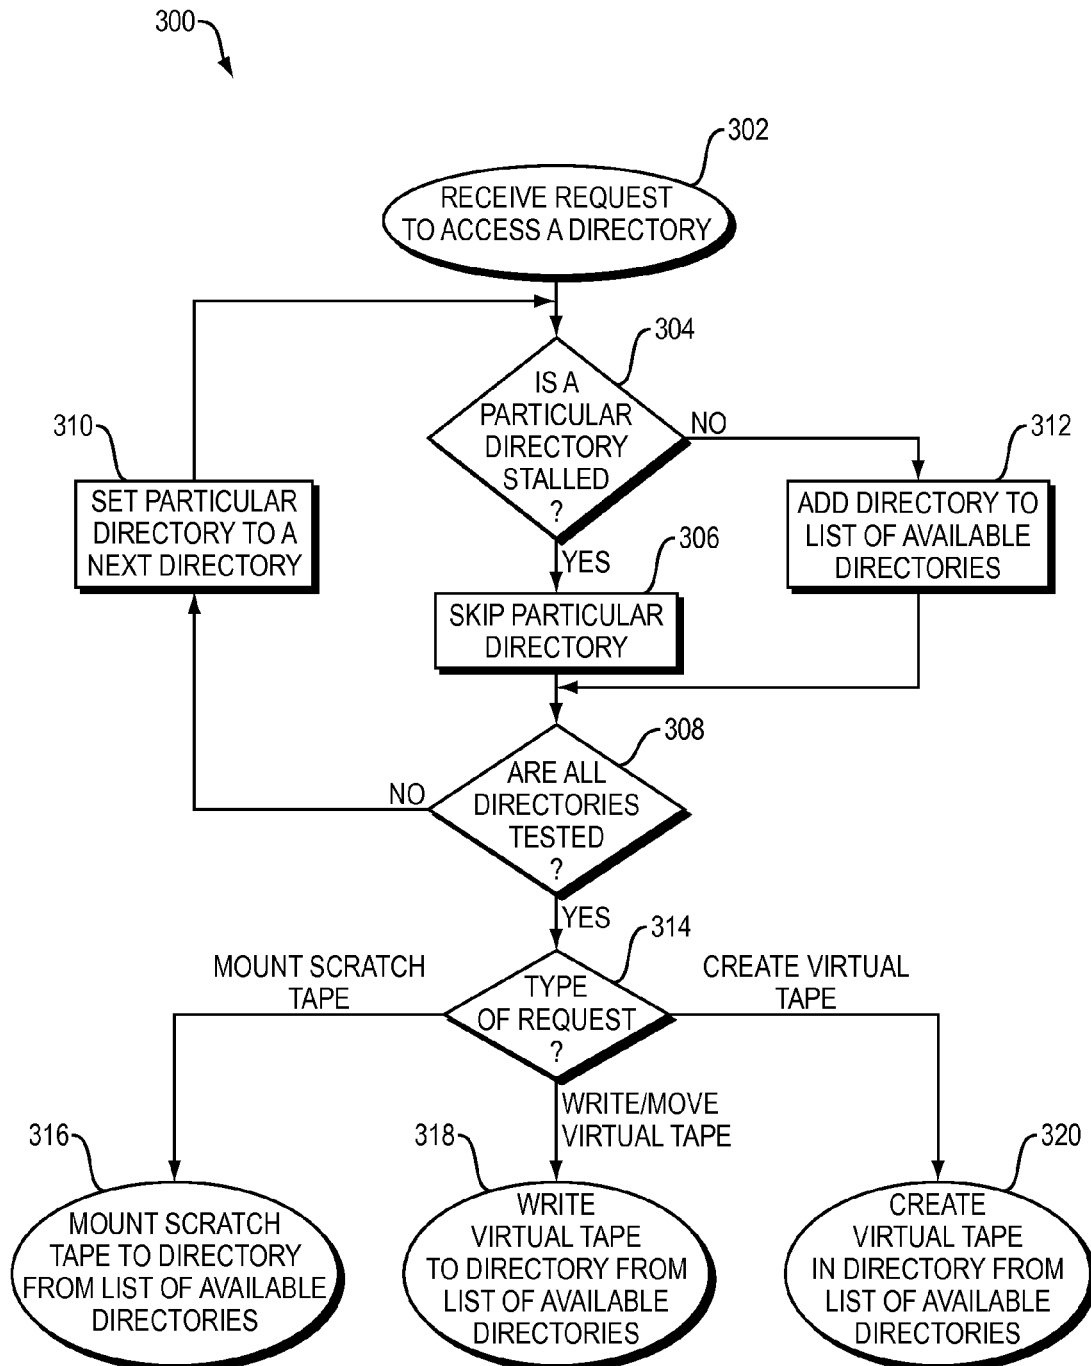 300
302
RECEIVE REQUEST
TO ACCESS A DIRECTORY
304
IS A
PARTICULAR
DIRECTORY
STALLED
?
NO
YES
310
SET PARTICULAR
DIRECTORY TO A
NEXT DIRECTORY
312
ADD DIRECTORY TO
LIST OF AVAILABLE
DIRECTORIES
306
SKIP PARTICULAR
DIRECTORY
308
ARE ALL
DIRECTORIES
TESTED
?
NO
YES
314
TYPE
OF REQUEST
?
MOUNT SCRATCH
TAPE
CREATE VIRTUAL
TAPE
WRITE/MOVE
VIRTUAL TAPE
316
MOUNT SCRATCH
TAPE TO DIRECTORY
FROM LIST OF AVAILABLE
DIRECTORIES
318
WRITE
VIRTUAL TAPE
TO DIRECTORY FROM
LIST OF AVAILABLE
DIRECTORIES
320
CREATE
VIRTUAL TAPE
IN DIRECTORY FROM
LIST OF AVAILABLE
DIRECTORIES